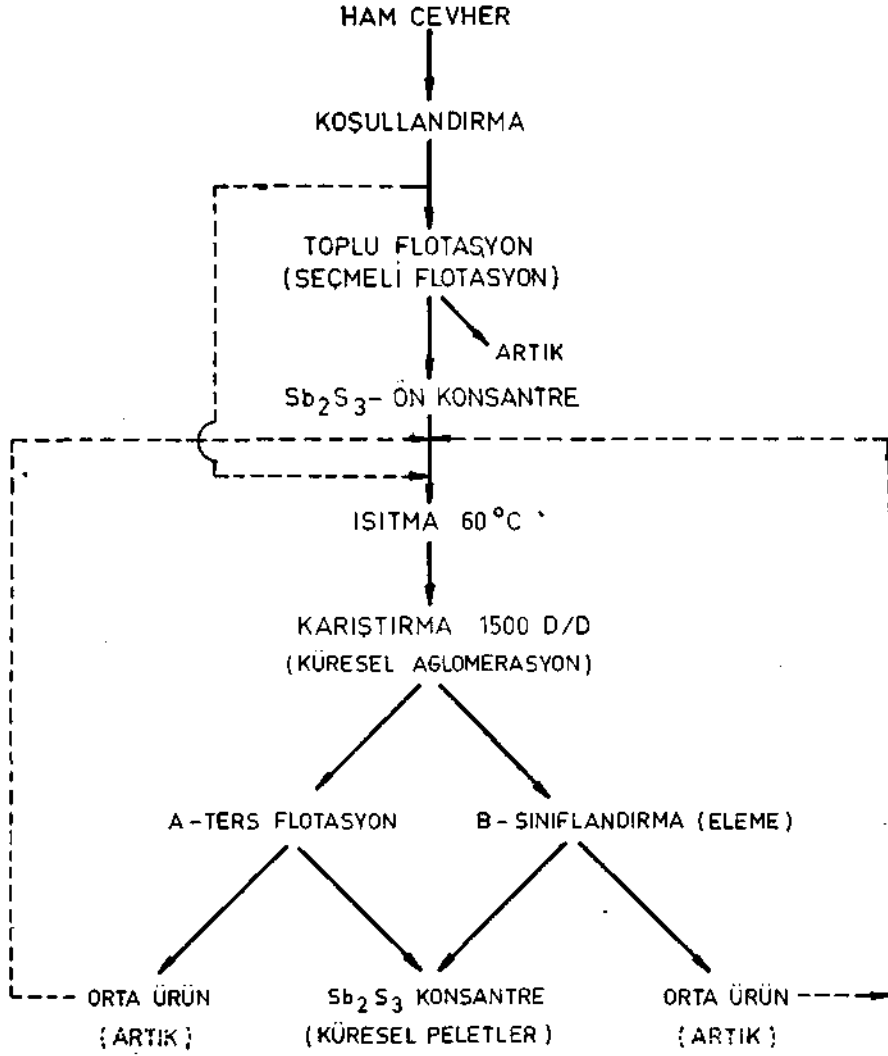 HAM CEVHER
KOŞULLANDIRMA
TOPLU FLOTASYON
(SEÇMELİ FLOTASYON)
ARTIK
Sb₂S₃- ÖN KONSANTRE
ISITMA 60°C
KARIŞTIRMA 1500 D/D
(KÜRESEL AGLOMERASYON)
A-TERS FLOTASYON
B-SINIFLANDIRMA (ELEME)
ORTA ÜRÜN
(ARTIK)
Sb₂S₃ KONSANTRE
(KÜRESEL PELETLER)
ORTA ÜRÜN
(ARTIK)